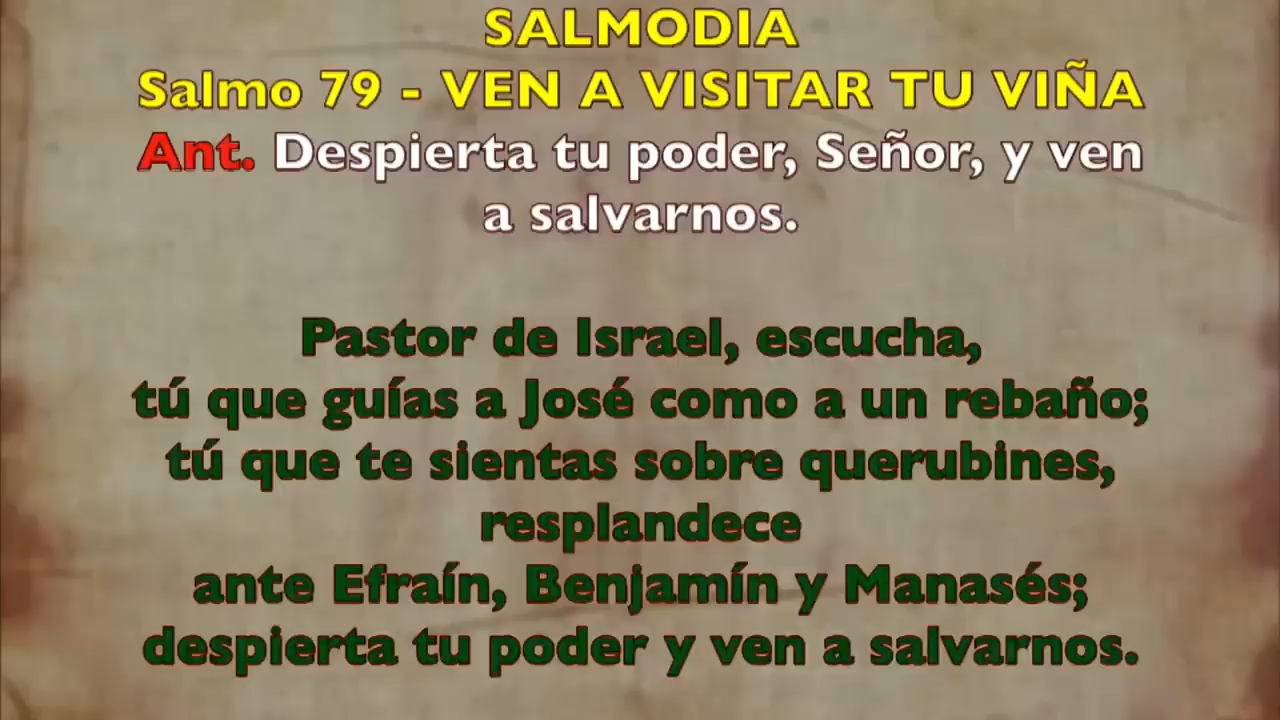 SALMODIA
Salmo 79 - VEN A VISITAR TU VIÑA
Ant. Despierta tu poder, Señor, y ven
a salvarnos.
Pastor de Israel, escucha,
tú que guías a José como a un rebaño;
tú que te sientas sobre querubines,
resplandece
ante Efraín, Benjamín y Manasés;
despierta tu poder y ven a salvarnos.